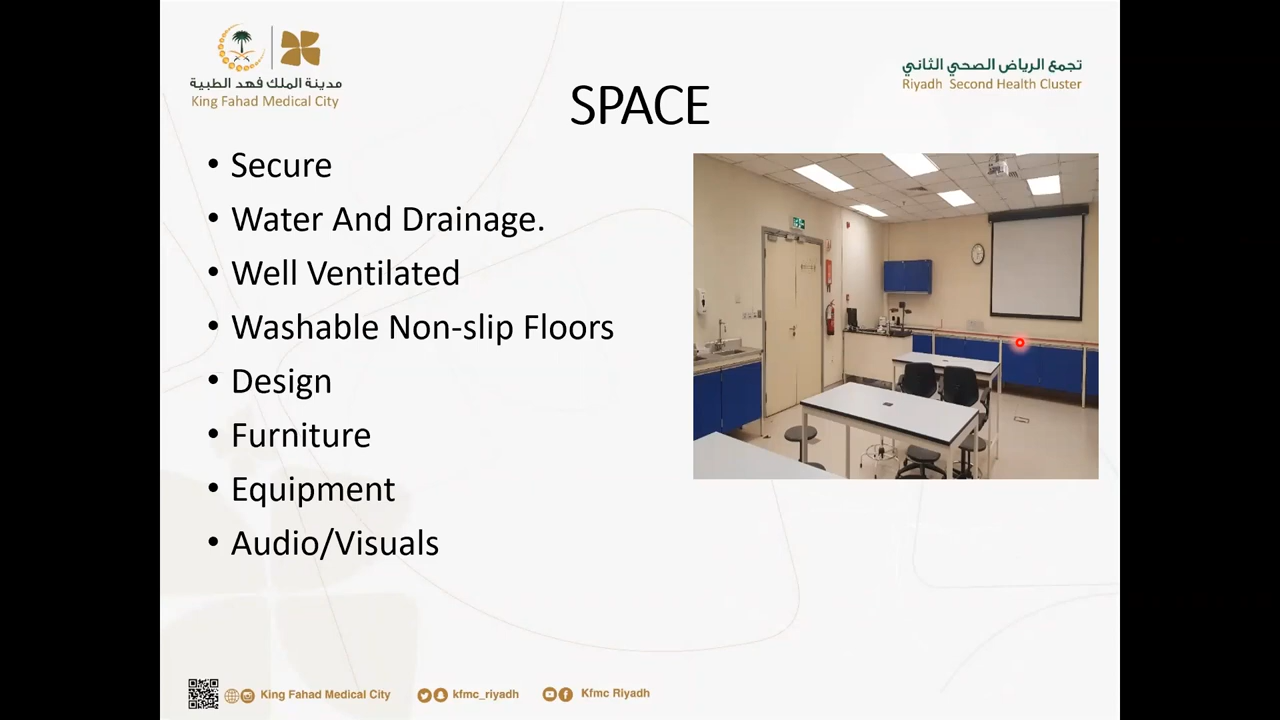 مدينة الملك فهد الطبية
King Fahad Medical City
تجمع الرياض الصحي الثاني
Riyadh Second Health Cluster
SPACE
• Secure
• Water And Drainage.
• Well Ventilated
• Washable Non-slip Floors
• Design
• Furniture
• Equipment
• Audio/Visuals
King Fahad Medical City
kfmc_riyadh
Kfmc Riyadh